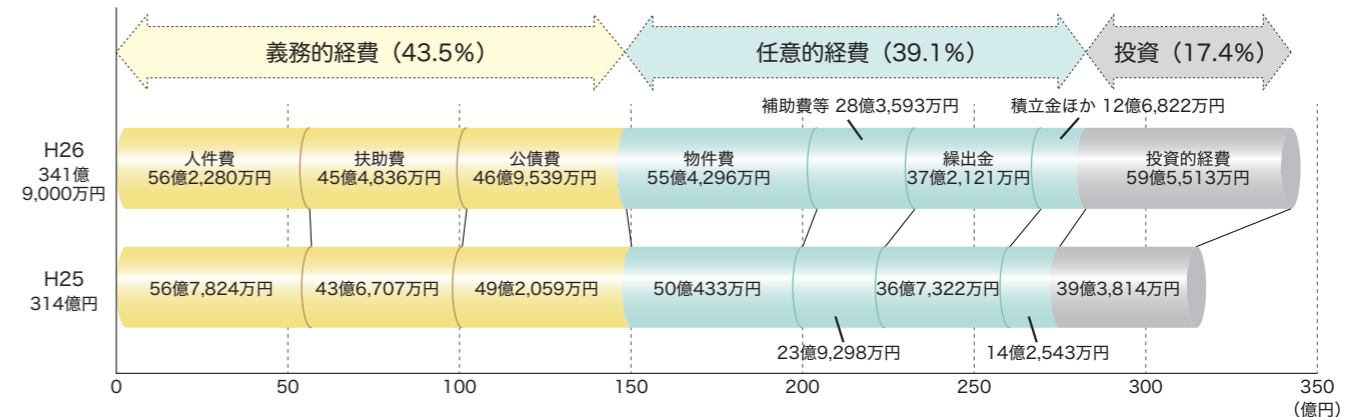 義務的経費（43.5%）
任意的経費（39.1%）
投資（17.4%）
補助費等 28億3,593万円
積立金ほか 12億6,822万円
H26
341億
9,000万円
人件費
56億2,280万円
扶助費
45億4,836万円
公債費
46億9,539万円
物件費
55億4,296万円
繰出金
37億2,121万円
投資的経費
59億5,513万円
H25
314億円
56億7,824万円
43億6,707万円
49億2,059万円
50億433万円
36億7,322万円
39億3,814万円
23億9,298万円
14億2,543万円
0
50
100
150
200
250
300
350
（億円）